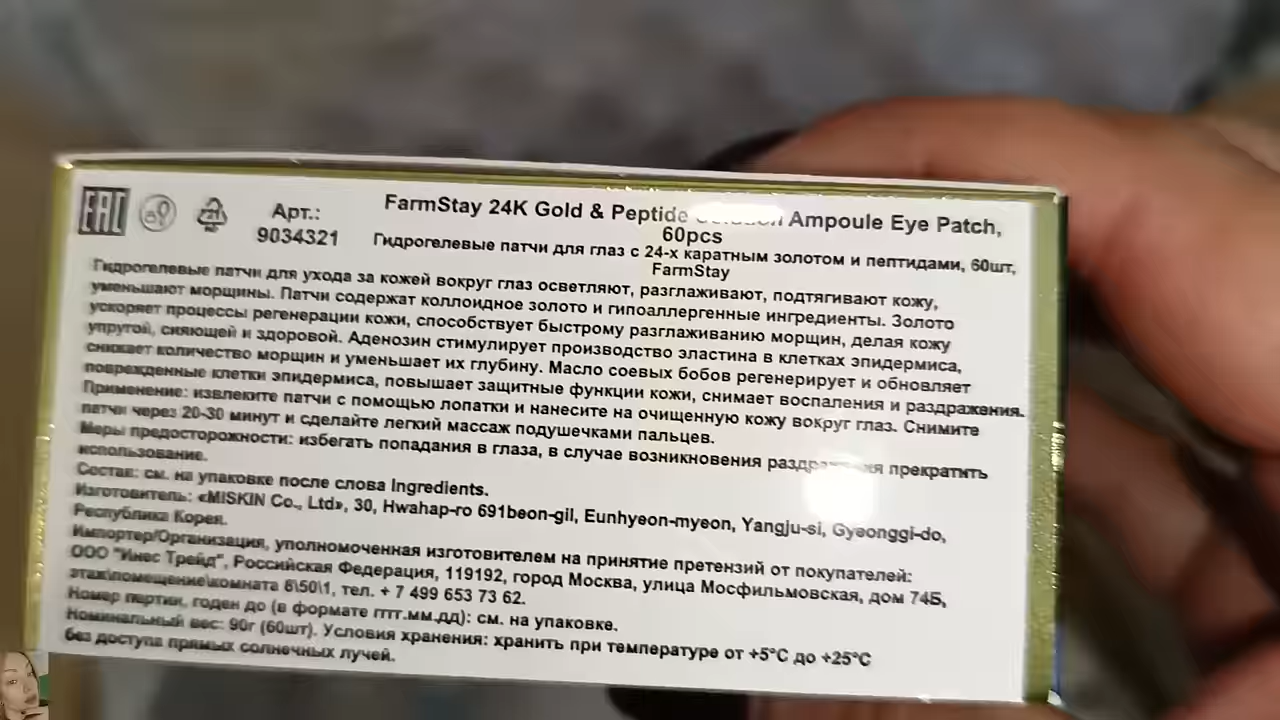 EAC
21
Арт.:
9034321
FarmStay 24K Gold & Peptide Ampoule Eye Patch,
60pcs
Гидрогелевые патчи для глаз с 24-х каратным золотом и пептидами, 60шт,
FarmStay
Гидрогелевые патчи для ухода за кожей вокруг глаз осветляют, разглаживают, подтягивают кожу,
уменьшают морщины. Патчи содержат коллоидное золото и гипоаллергенные ингредиенты. Золото
ускоряет процессы регенерации кожи, способствует быстрому разглаживанию морщин, делая кожу
упругой, сияющей и здоровой. Аденозин стимулирует производство эластина в клетках эпидермиса,
снижает количество морщин и уменьшает их глубину. Масло соевых бобов регенерирует и обновляет
поврежденные клетки эпидермиса, повышает защитные функции кожи, снимает воспаления и раздражения.
Применение: извлеките патчи с помощью лопатки и нанесите на очищенную кожу вокруг глаз. Снимите
патчи через 20-30 минут и сделайте легкий массаж подушечками пальцев.
Меры предосторожности: избегать попадания в глаза, в случае возникновения прекратить
использование.
Состав: см. на упаковке после слова Ingredients.
Изготовитель: «MISKIN Co., Ltd», 30, Hwahap-ro 691beon-gil, Eunhyeon-myeon, Yangju-si, Gyeonggi-do,
Республика Корея.
Импортер/Организация, уполномоченная изготовителем на принятие претензий от покупателей:
ООО "Инес Трейд", Российская Федерация, 119192, город Москва, улица Мосфильмовская, дом 74Б,
этаж\помещение\комната 6\50\1, тел. + 7 499 653 73 62.
Номер партии, годен до (в формате гггг.мм.дд): см. на упаковке.
Номинальный вес: 90г (60шт). Условия хранения: хранить при температуре от +5°C до +25°C
без доступа прямых солнечных лучей.